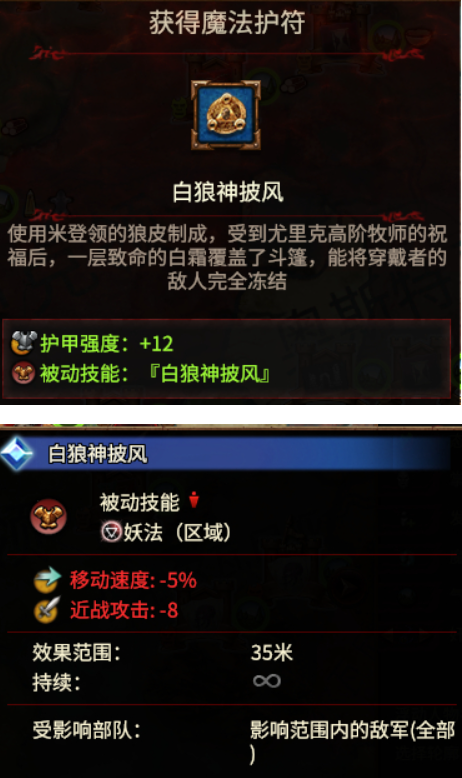 获得魔法护符
白狼神披风
使用米登领的狼皮制成，受到尤里克高阶牧师的祝
福后，一层致命的白霜覆盖了斗篷，能将穿戴者的
敌人完全冻结
护甲强度：+12
被动技能：『白狼神披风』
白狼神披风
被动技能
妖法（区域）
移动速度: -5%
近战攻击: -8
效果范围： 35米
持续： ∞
受影响部队： 影响范围内的敌军(全部
)